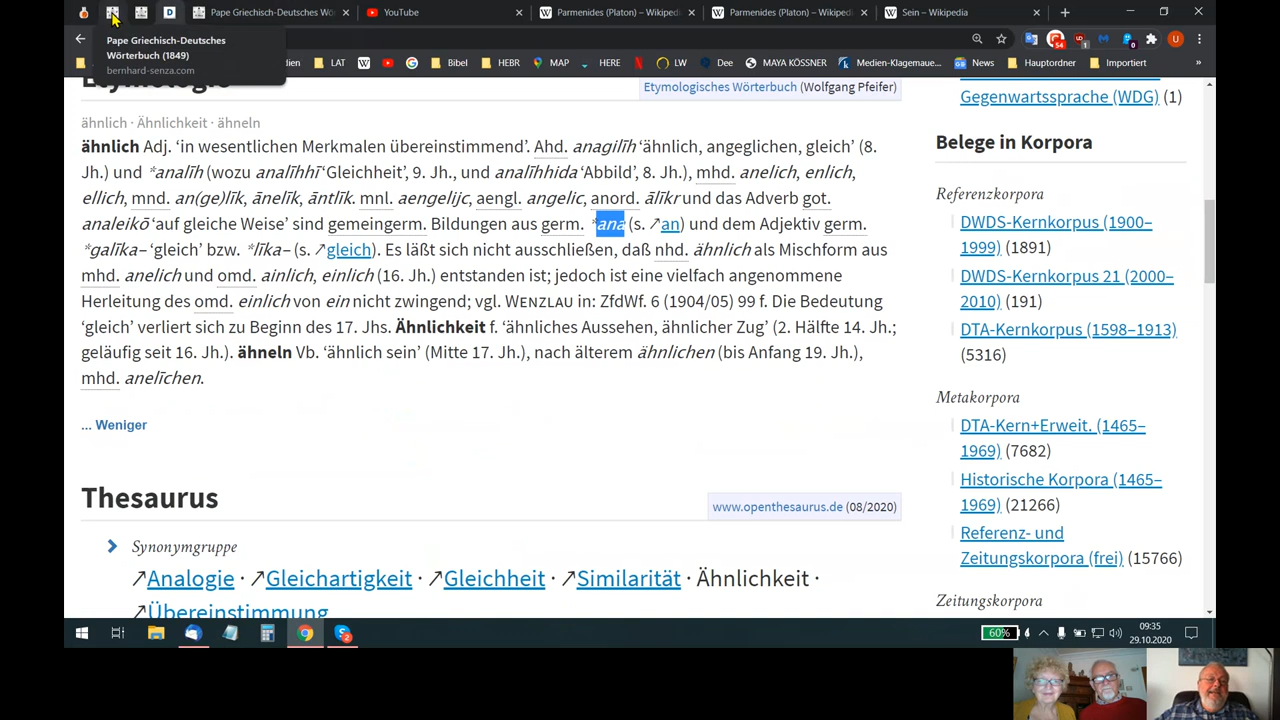 Pape Griechisch-Deutsches Wö
YouTube
Parmenides (Platon) – Wikipedi
Parmenides (Platon) – Wikipedi
Sein – Wikipedia
Pape Griechisch-Deutsches
Wörterbuch (1849)
bernhard-senza.com
LAT
Bibel
HEBR
MAP
HERE
LW
Dee
MAYA KÖSSNER
Medien-Klagemaue...
News
Hauptordner
Importiert
»
Etymologie
Etymologisches Wörterbuch (Wolfgang Pfeifer)
ähnlich · Ähnlichkeit · ähneln
ähnlich Adj. ‘in wesentlichen Merkmalen übereinstimmend’. Ahd. anagilīh ‘ähnlich, angeglichen, gleich’ (8.
Jh.) und *analīh (wozu analīhhī ‘Gleichheit’, 9. Jh., und analīhhida ‘Abbild’, 8. Jh.), mhd. anelich, enlich,
ellich, mnd. an(ge)līk, ānelīk, āntlīk. mnl. aengelijc, aengl. angelic, anord. ālīkr und das Adverb got.
analeikō ‘auf gleiche Weise’ sind gemeingerm. Bildungen aus germ. *ana (s. ↗an) und dem Adjektiv germ.
*galīka– ‘gleich’ bzw. *līka– (s. ↗gleich). Es läßt sich nicht ausschließen, daß nhd. ähnlich als Mischform aus
mhd. anelich und omd. ainlich, einlich (16. Jh.) entstanden ist; jedoch ist eine vielfach angenommene
Herleitung des omd. einlich von ein nicht zwingend; vgl. Wenzlau in: ZfdWf. 6 (1904/05) 99 f. Die Bedeutung
‘gleich’ verliert sich zu Beginn des 17. Jhs. Ähnlichkeit f. ‘ähnliches Aussehen, ähnlicher Zug’ (2. Hälfte 14. Jh.;
geläufig seit 16. Jh.). ähneln Vb. ‘ähnlich sein’ (Mitte 17. Jh.), nach älterem ähnlichen (bis Anfang 19. Jh.),
mhd. anelīchen.
... Weniger
Thesaurus
www.openthesaurus.de (08/2020)
Synonymgruppe
↗Analogie · ↗Gleichartigkeit · ↗Gleichheit · ↗Similarität · Ähnlichkeit ·
↗Übereinstimmung
Gegenwartssprache (WDG) (1)
Belege in Korpora
Referenzkorpora
DWDS-Kernkorpus (1900–
1999) (1891)
DWDS-Kernkorpus 21 (2000–
2010) (191)
DTA-Kernkorpus (1598–1913)
(5316)
Metakorpora
DTA-Kern+Erweit. (1465–
1969) (7682)
Historische Korpora (1465–
1969) (21266)
Referenz- und
Zeitungskorpora (frei) (15766)
Zeitungskorpora
60%
09:35
29.10.2020